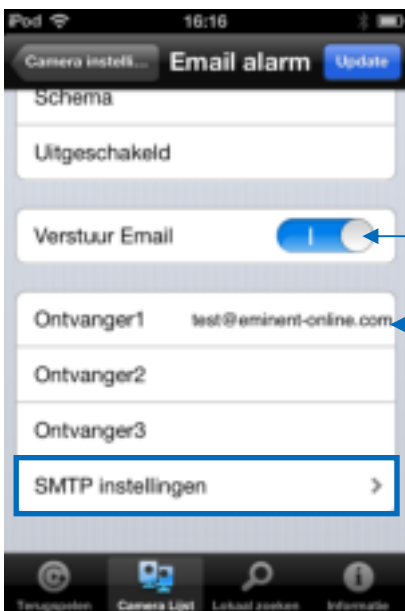 iPod 16:16
Camera instelli... Email alarm Update
Schema
Uitgeschakeld
Verstuur Email
Ontvanger1 test@eminent-online.com
Ontvanger2
Ontvanger3
SMTP instellingen
Terugspelen Camera Lijst Lokaal zoeken Informatie